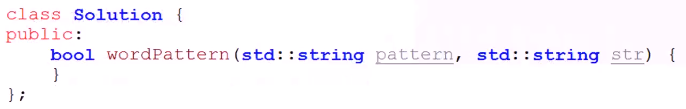 class Solution {
public:
    bool wordPattern(std::string pattern, std::string str) {
    }
};